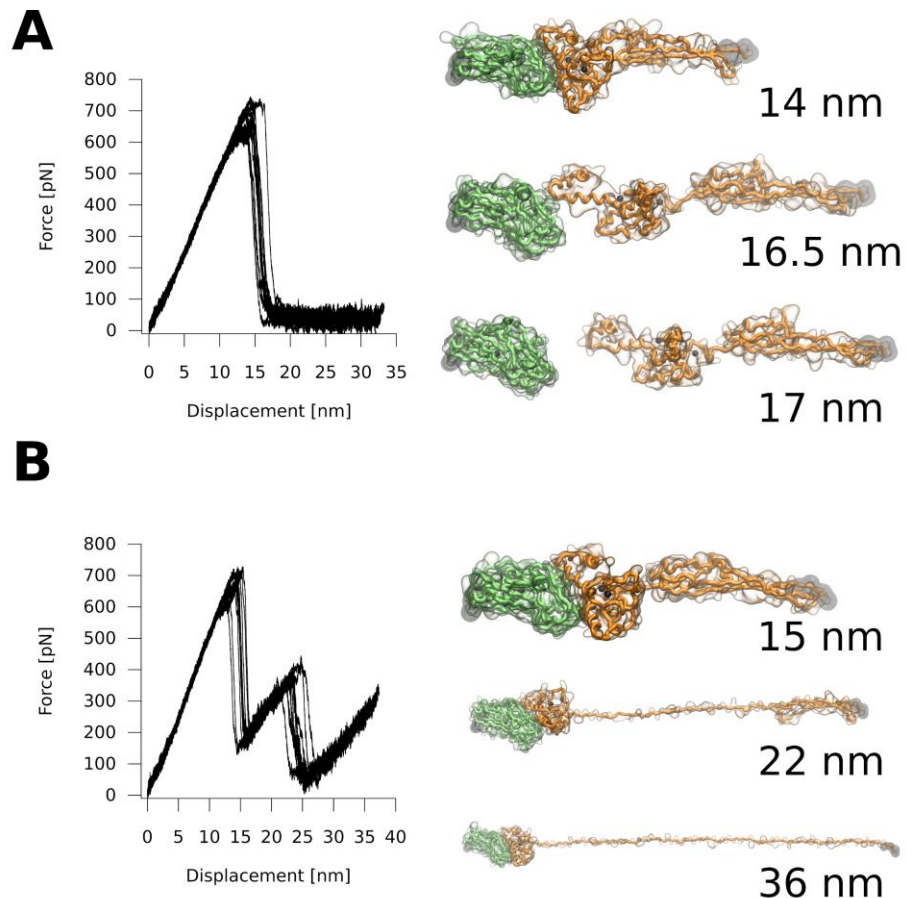 A
800
700
600
500
400
300
200
100
0
Force [pN]
0 5 10 15 20 25 30 35
Displacement [nm]
14 nm
16.5 nm
17 nm
B
800
700
600
500
400
300
200
100
0
Force [pN]
0 5 10 15 20 25 30 35 40
Displacement [nm]
15 nm
22 nm
36 nm